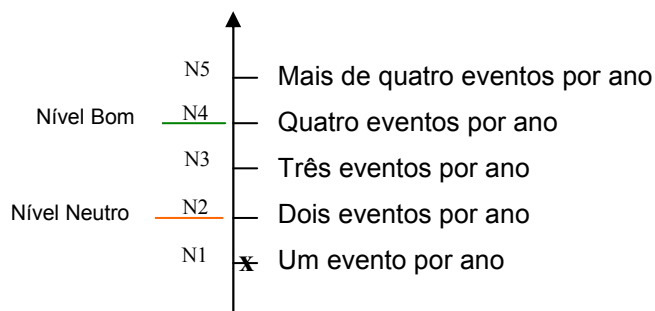 N5 Mais de quatro eventos por ano
Nível Bom N4 Quatro eventos por ano
N3 Três eventos por ano
Nível Neutro N2 Dois eventos por ano
N1 x Um evento por ano